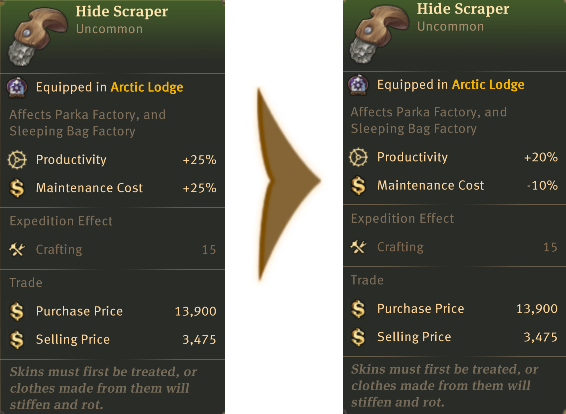 Hide Scraper
Uncommon
Equipped in Arctic Lodge
Affects Parka Factory, and
Sleeping Bag Factory
Productivity +25%
Maintenance Cost +25%
Expedition Effect
Crafting 15
Trade
Purchase Price 13,900
Selling Price 3,475
Skins must first be treated, or
clothes made from them will
stiffen and rot.
Hide Scraper
Uncommon
Equipped in Arctic Lodge
Affects Parka Factory, and
Sleeping Bag Factory
Productivity +20%
Maintenance Cost -10%
Expedition Effect
Crafting 15
Trade
Purchase Price 13,900
Selling Price 3,475
Skins must first be treated, or
clothes made from them will
stiffen and rot.